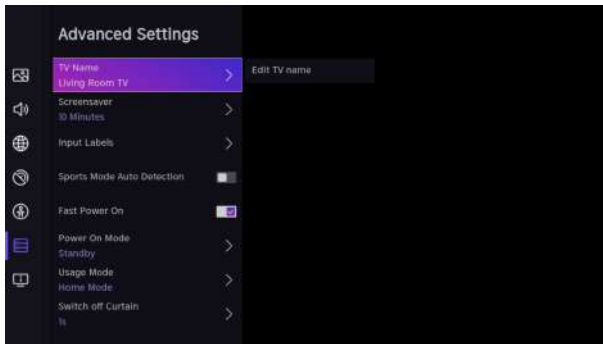 Advanced Settings
TV Name
Living Room TV
Edit TV name
Screensaver
10 Minutes
Input Labels
Sports Mode Auto Detection
Fast Power On
Power On Mode
Standby
Usage Mode
Home Mode
Switch off Curtain
1s